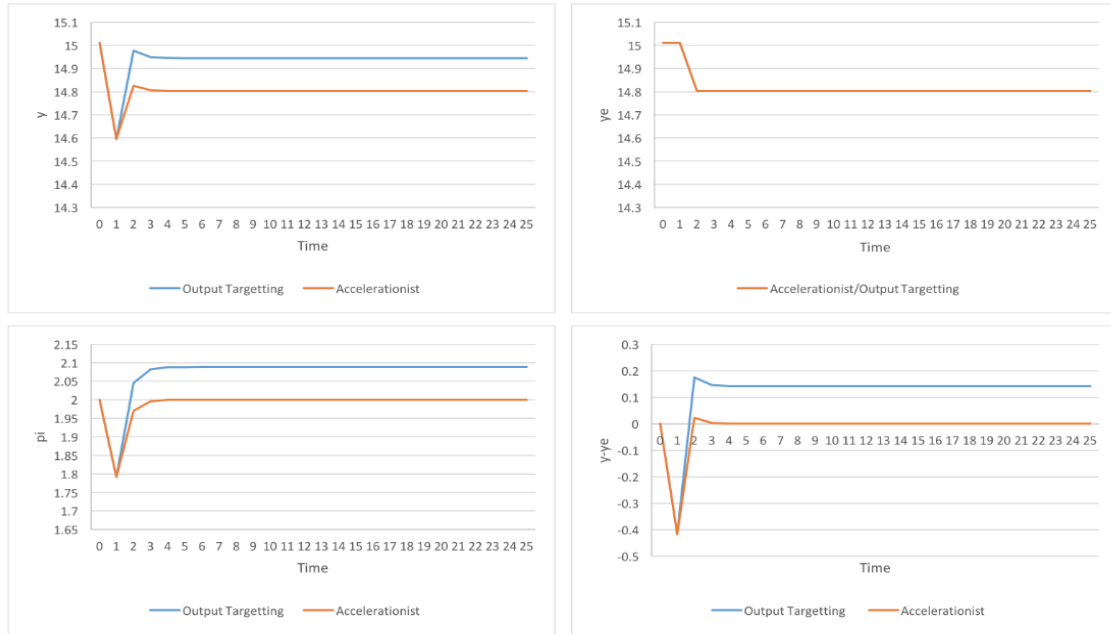 15.1
15
14.9
14.8
14.7
14.6
14.5
14.4
14.3
y
0 1 2 3 4 5 6 7 8 9 10 11 12 13 14 15 16 17 18 19 20 21 22 23 24 25
Time
Output Targetting Accelerationist
15.1
15
14.9
14.8
14.7
14.6
14.5
14.4
14.3
ye
0 1 2 3 4 5 6 7 8 9 10 11 12 13 14 15 16 17 18 19 20 21 22 23 24 25
Time
Accelerationist/Output Targetting
2.15
2.1
2.05
2
1.95
1.9
1.85
1.8
1.75
1.7
1.65
pi
0 1 2 3 4 5 6 7 8 9 10 11 12 13 14 15 16 17 18 19 20 21 22 23 24 25
Time
Output Targetting Accelerationist
0.3
0.2
0.1
0
-0.1
-0.2
-0.3
-0.4
-0.5
y-ye
0 1 2 3 4 5 6 7 8 9 10 11 12 13 14 15 16 17 18 19 20 21 22 23 24 25
Time
Output Targetting Accelerationist